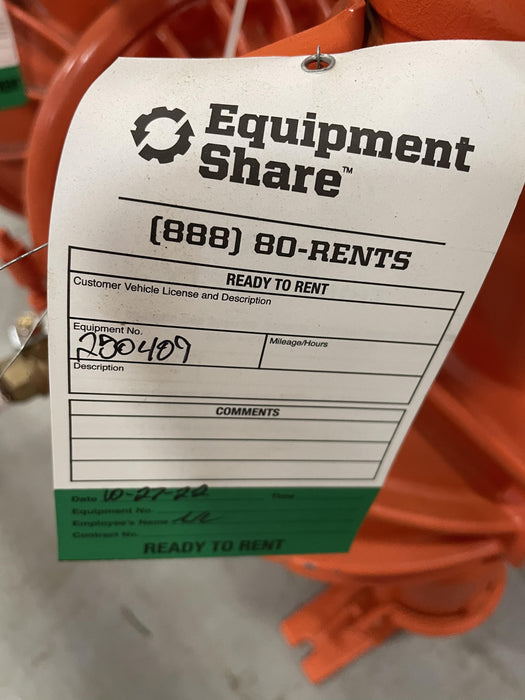 Equipment
Share™
(888) 80-RENTS
READY TO RENT
Customer Vehicle License and Description
Equipment No.
280409
Mileage/Hours
Description
COMMENTS
Date 10-27-22 Time
Equipment No.
Employee's Name
Contract No.
READY TO RENT